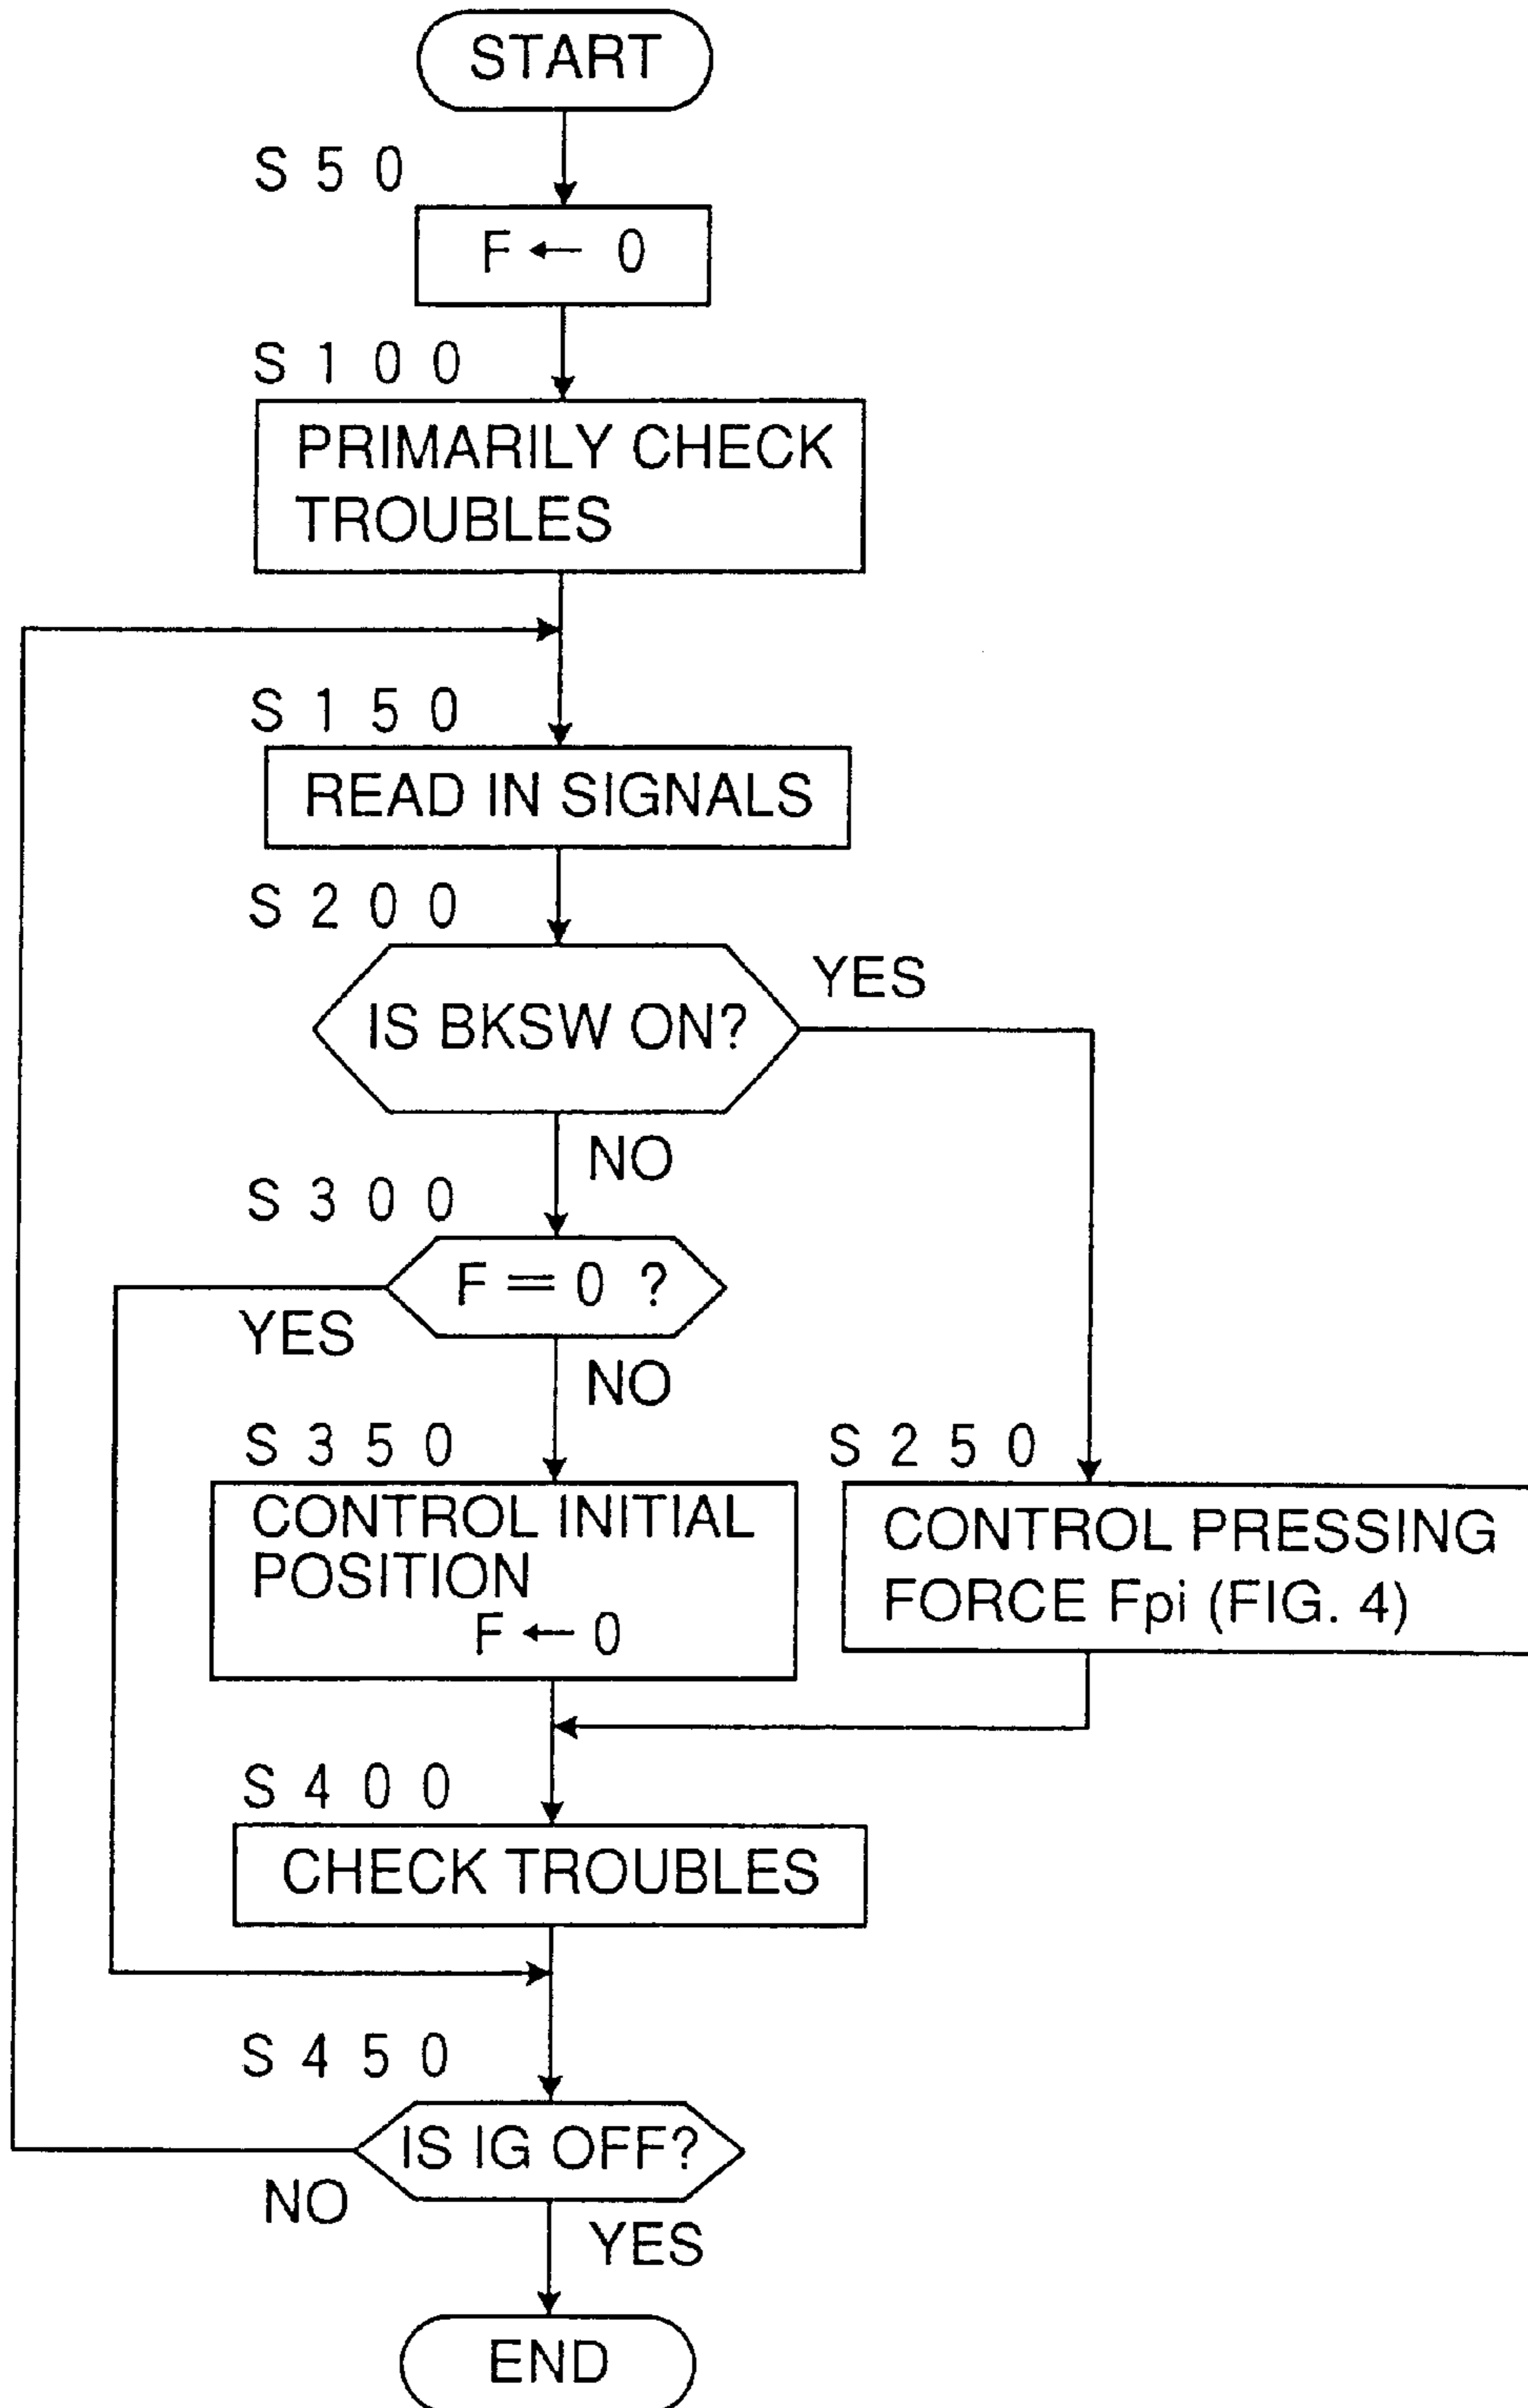 START
S 5 0
F ← 0
S 1 0 0
PRIMARILY CHECK
TROUBLES
S 1 5 0
READ IN SIGNALS
S 2 0 0
IS BKSW ON?
YES
NO
S 3 0 0
F = 0 ?
YES
NO
S 3 5 0
CONTROL INITIAL
POSITION
F ← 0
S 2 5 0
CONTROL PRESSING
FORCE Fpi (FIG. 4)
S 4 0 0
CHECK TROUBLES
S 4 5 0
IS IG OFF?
NO
YES
END